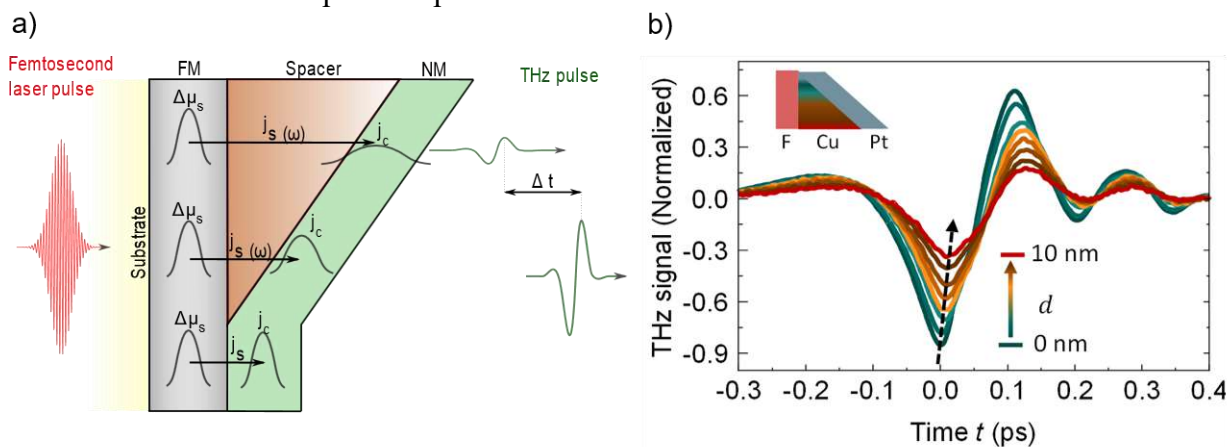 a)
Femtosecond
laser pulse
FM
Spacer
NM
THz pulse
Δμs
js (ω)
jc
Δ t
Substrate
Δμs
js (ω)
jc
Δμs
js
jc
b)
THz signal (Normalized)
0.6
0.3
0.0
-0.3
-0.6
-0.9
F Cu Pt
10 nm
d
0 nm
-0.3 -0.2 -0.1 0.0 0.1 0.2 0.3 0.4
Time t (ps)